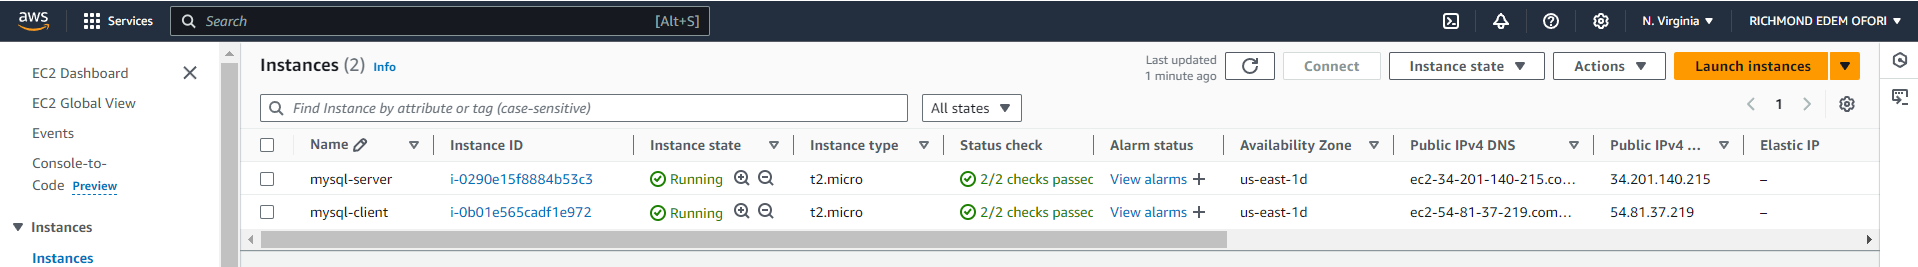 aws Services Search [Alt+S] N. Virginia RICHMOND EDEM OFORI
EC2 Dashboard
EC2 Global View
Events
Console-to-
Code Preview
Instances
Instances
Instances (2) Info
Last updated
1 minute ago
Connect Instance state Actions Launch instances
Find Instance by attribute or tag (case-sensitive) All states 1
Name Instance ID Instance state Instance type Status check Alarm status Availability Zone Public IPv4 DNS Public IPv4 ... Elastic IP
mysql-server i-0290e15f8884b53c3 Running t2.micro 2/2 checks passec View alarms + us-east-1d ec2-34-201-140-215.co... 34.201.140.215 –
mysql-client i-0b01e565cadf1e972 Running t2.micro 2/2 checks passec View alarms + us-east-1d ec2-54-81-37-219.com... 54.81.37.219 –